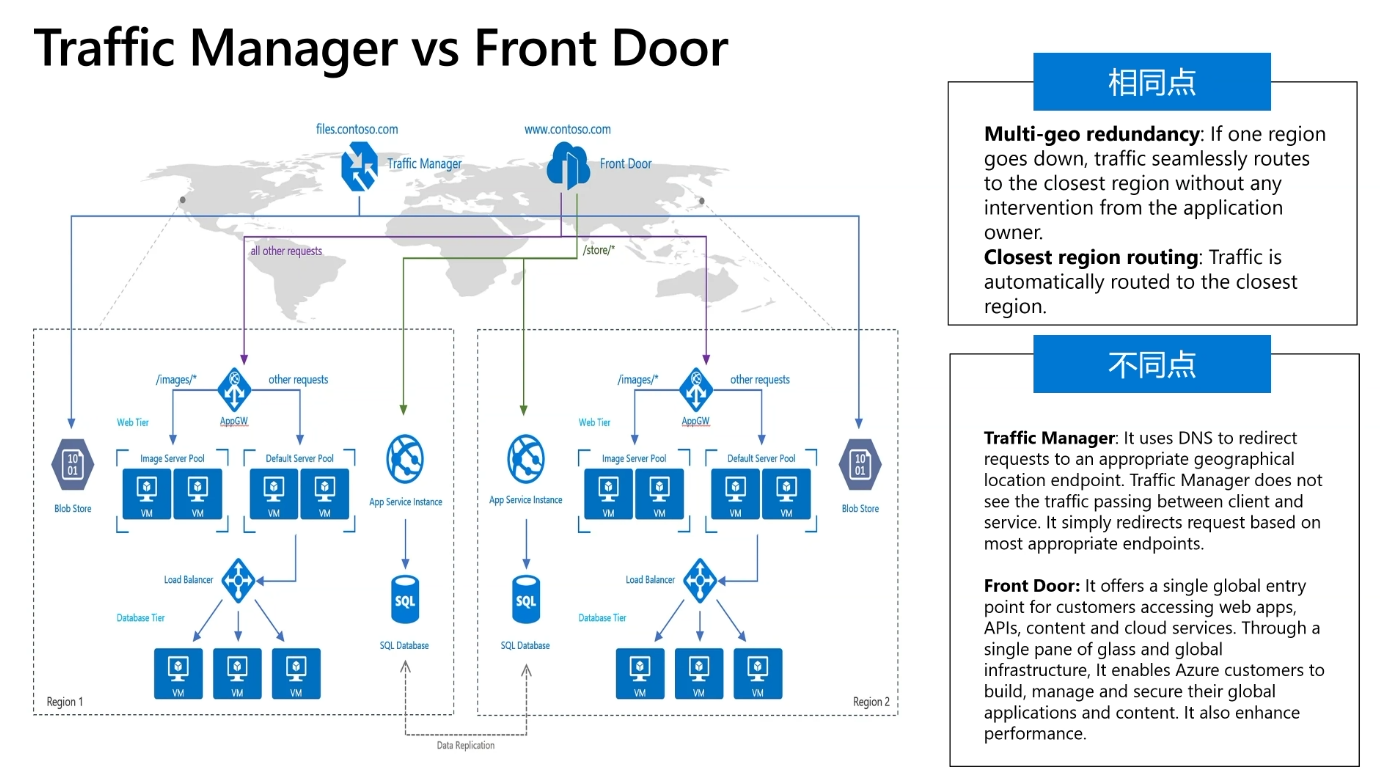 Traffic Manager vs Front Door
files.contoso.com
www.contoso.com
Traffic Manager
Front Door
all other requests
/store/*
/images/*
other requests
AppGW
Web Tier
Image Server Pool
Default Server Pool
VM
VM
VM
VM
Blob Store
App Service Instance
Load Balancer
SQL
Database Tier
SQL Database
VM
VM
VM
Region 1
/images/*
other requests
AppGW
Web Tier
Image Server Pool
Default Server Pool
VM
VM
VM
VM
App Service Instance
Blob Store
Load Balancer
SQL
Database Tier
SQL Database
VM
VM
VM
Region 2
Data Replication
10
01
10
01
相同点
Multi-geo redundancy: If one region
goes down, traffic seamlessly routes
to the closest region without any
intervention from the application
owner.
Closest region routing: Traffic is
automatically routed to the closest
region.
不同点
Traffic Manager: It uses DNS to redirect
requests to an appropriate geographical
location endpoint. Traffic Manager does not
see the traffic passing between client and
service. It simply redirects request based on
most appropriate endpoints.
Front Door: It offers a single global entry
point for customers accessing web apps,
APIs, content and cloud services. Through a
single pane of glass and global
infrastructure, It enables Azure customers to
build, manage and secure their global
applications and content. It also enhance
performance.